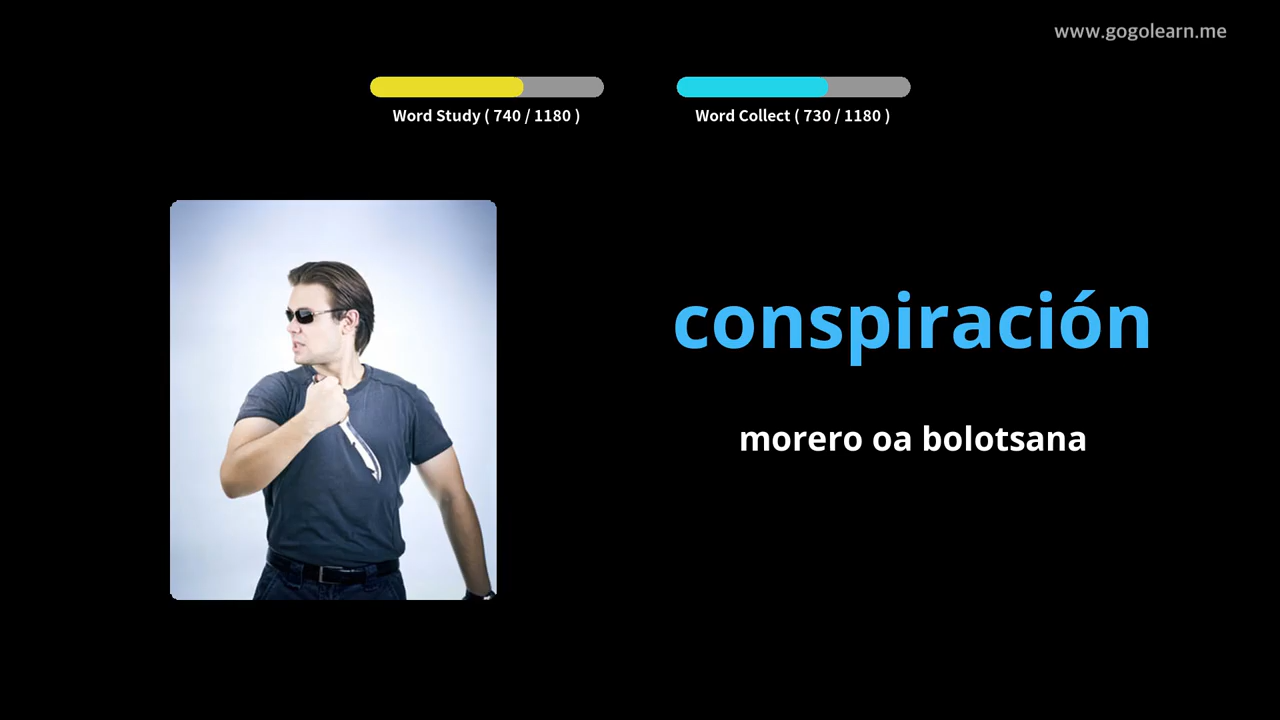 www.gogolearn.me
Word Study ( 740 / 1180 )
Word Collect ( 730 / 1180 )
conspiración
morero oa bolotsana